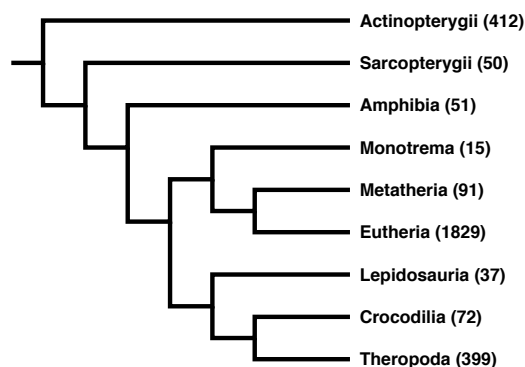 Actinopterygii (412)
Sarcopterygii (50)
Amphibia (51)
Monotrema (15)
Metatheria (91)
Eutheria (1829)
Lepidosauria (37)
Crocodilia (72)
Theropoda (399)